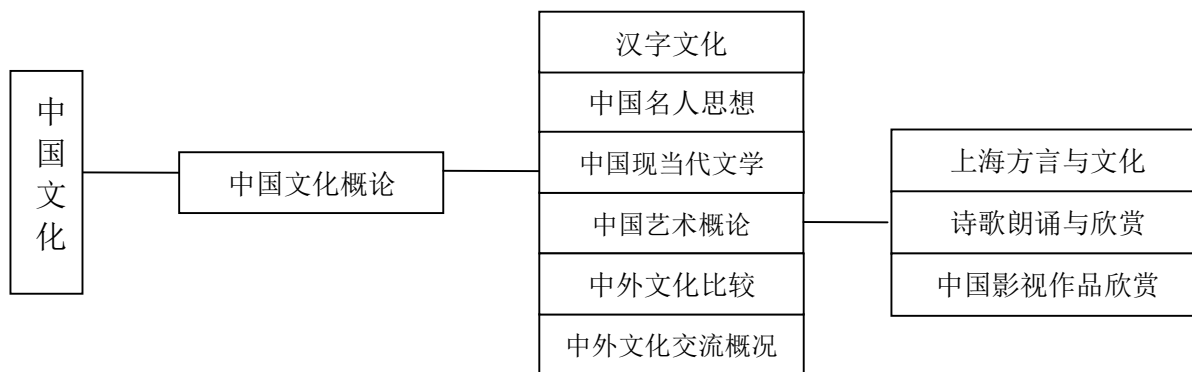 中国文化
中国文化概论
汉字文化
中国名人思想
中国现当代文学
中国艺术概论
中外文化比较
中外文化交流概况
上海方言与文化
诗歌朗诵与欣赏
中国影视作品欣赏